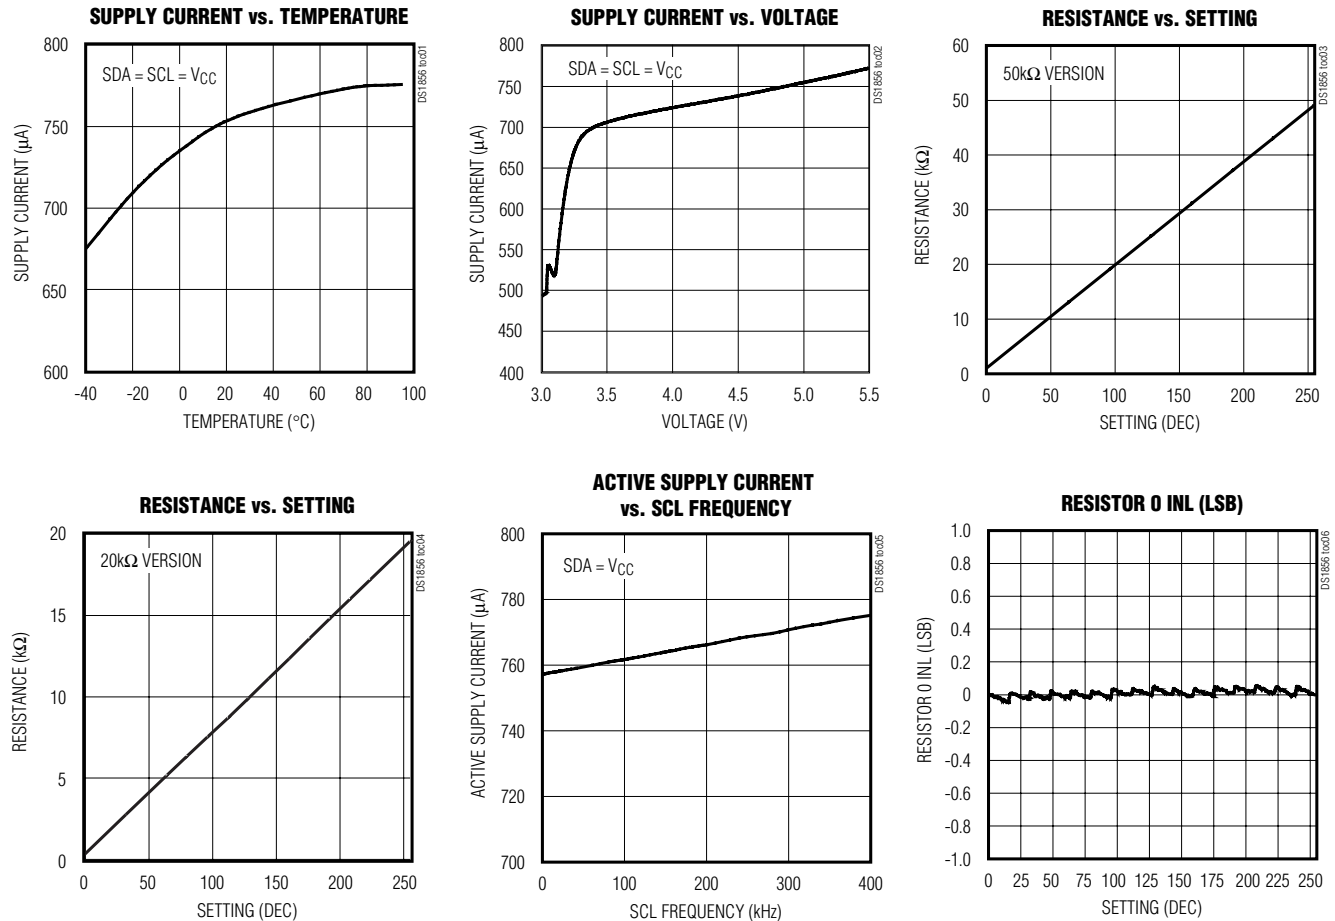 SUPPLY CURRENT vs. TEMPERATURE
800
750
700
650
600
SUPPLY CURRENT (µA)
SDA = SCL = VCC
DS1856 toc01
-40 -20 0 20 40 60 80 100
TEMPERATURE (°C)
SUPPLY CURRENT vs. VOLTAGE
800
750
700
650
600
550
500
450
400
SUPPLY CURRENT (µA)
SDA = SCL = VCC
DS1856 toc02
3.0 3.5 4.0 4.5 5.0 5.5
VOLTAGE (V)
RESISTANCE vs. SETTING
60
50
40
30
20
10
0
RESISTANCE (kΩ)
50kΩ VERSION
DS1856 toc03
0 50 100 150 200 250
SETTING (DEC)
RESISTANCE vs. SETTING
20
15
10
5
0
RESISTANCE (kΩ)
20kΩ VERSION
DS1856 toc04
0 50 100 150 200 250
SETTING (DEC)
ACTIVE SUPPLY CURRENT
vs. SCL FREQUENCY
800
780
760
740
720
700
ACTIVE SUPPLY CURRENT (µA)
SDA = VCC
DS1856 toc05
0 100 200 300 400
SCL FREQUENCY (kHz)
RESISTOR 0 INL (LSB)
1.0
0.8
0.6
0.4
0.2
0
-0.2
-0.4
-0.6
-0.8
-1.0
RESISTOR 0 INL (LSB)
DS1856 toc06
0 25 50 75 100 125 150 175 200 225 250
SETTING (DEC)